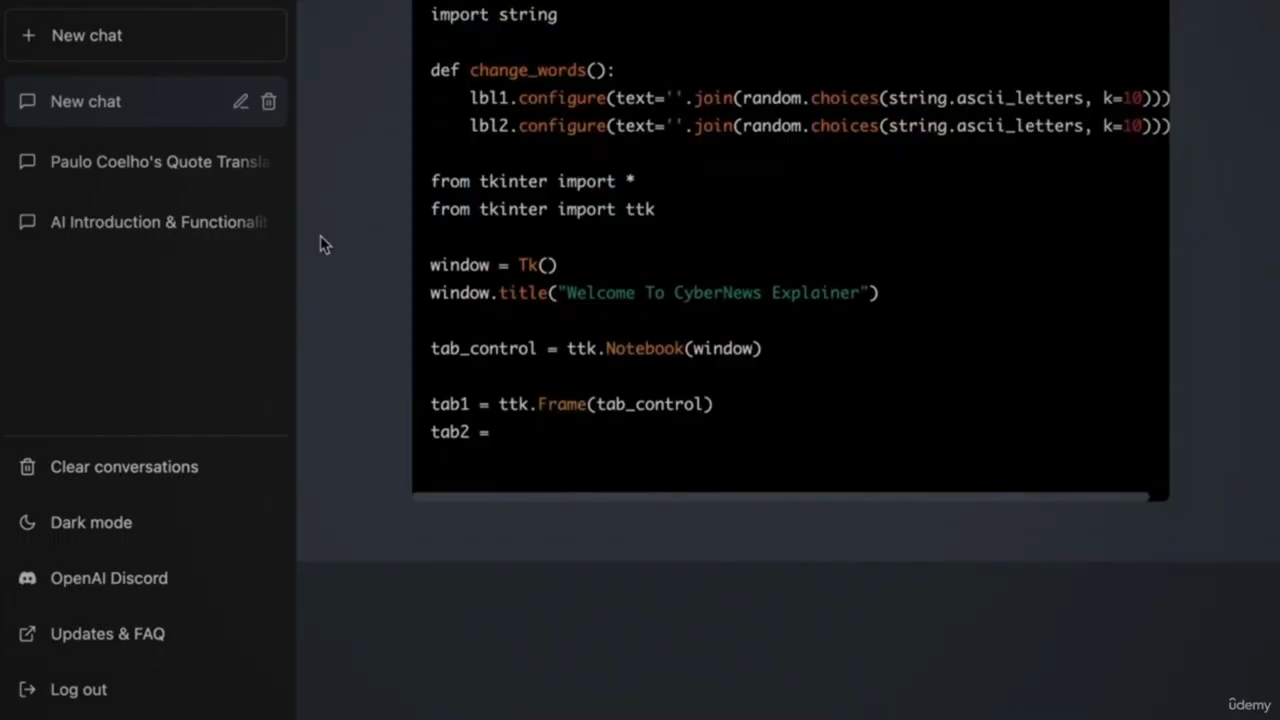 New chat
New chat
Paulo Coelho's Quote Transla
AI Introduction & Functionalit
Clear conversations
Dark mode
OpenAI Discord
Updates & FAQ
Log out
import string
def change_words():
    lbl1.configure(text=''.join(random.choices(string.ascii_letters, k=10)))
    lbl2.configure(text=''.join(random.choices(string.ascii_letters, k=10)))
from tkinter import *
from tkinter import ttk
window = Tk()
window.title("Welcome To CyberNews Explainer")
tab_control = ttk.Notebook(window)
tab1 = ttk.Frame(tab_control)
tab2 =
ûdemy